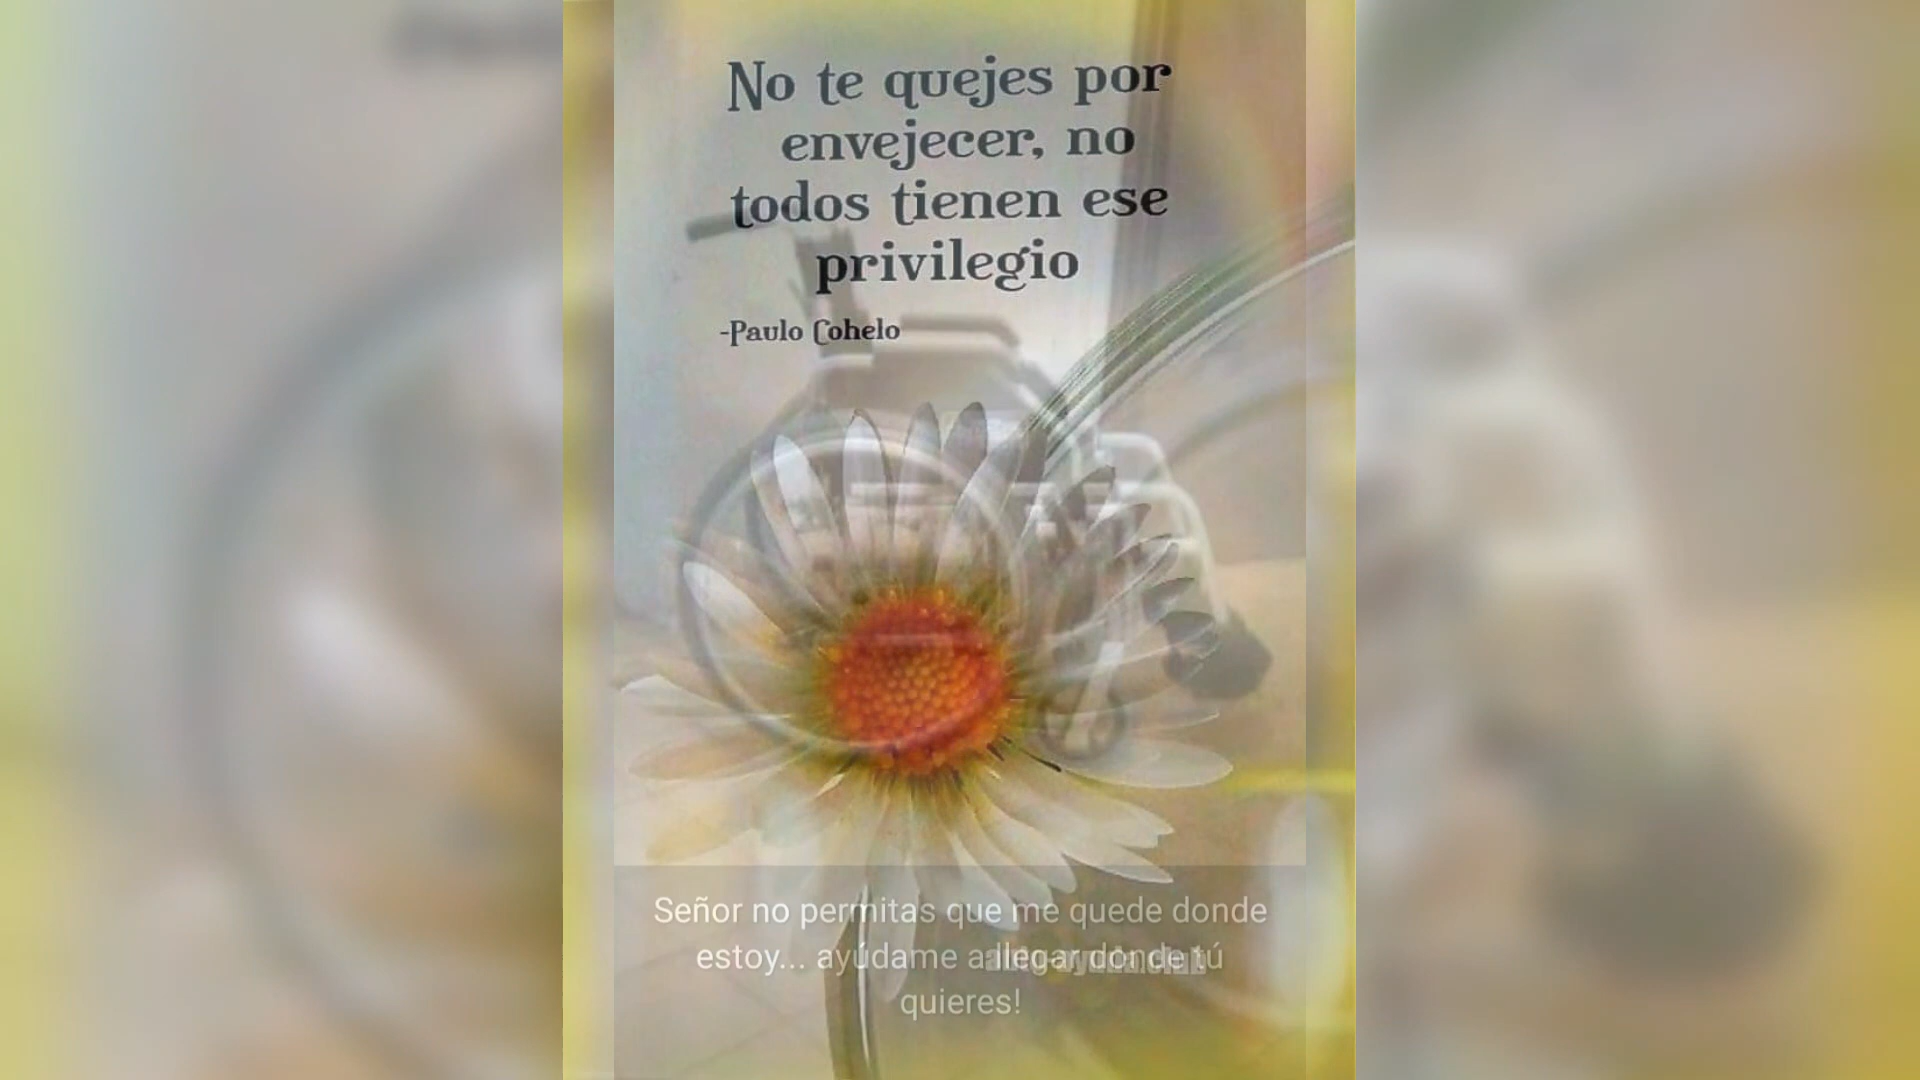 No te quejes por
envejecer, no
todos tienen ese
privilegio
-Paulo Cohelo
Señor no permitas que me quede donde
estoy... ayúdame a llegar donde tú
quieres!